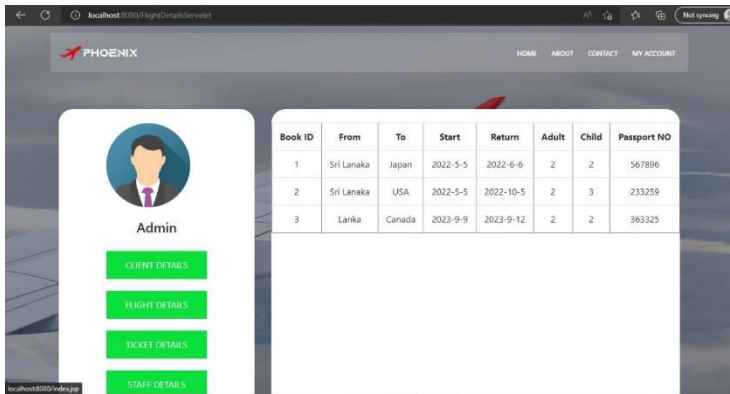 localhost:8080/FlightDetailsServelet
Not syncing
PHOENIX
HOME ABOUT CONTACT MY ACCOUNT
Admin
CLIENT DETAILS
FLIGHT DETAILS
TICKET DETAILS
STAFF DETAILS
Book ID From To Start Return Adult Child Passport NO
1 Sri Lanaka Japan 2022-5-5 2022-6-6 2 2 567896
2 Sri Lanaka USA 2022-5-5 2022-10-5 2 3 233259
3 Lanka Canada 2023-9-9 2023-9-12 2 2 363325
localhost:8080/index.jsp